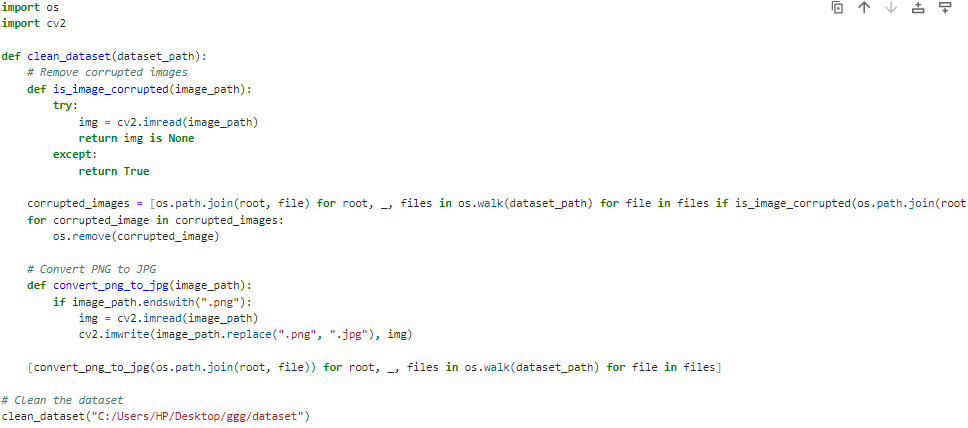 import os
import cv2

def clean_dataset(dataset_path):
    # Remove corrupted images
    def is_image_corrupted(image_path):
        try:
            img = cv2.imread(image_path)
            return img is None
        except:
            return True

    corrupted_images = [os.path.join(root, file) for root, _, files in os.walk(dataset_path) for file in files if is_image_corrupted(os.path.join(root
    for corrupted_image in corrupted_images:
        os.remove(corrupted_image)

    # Convert PNG to JPG
    def convert_png_to_jpg(image_path):
        if image_path.endswith(".png"):
            img = cv2.imread(image_path)
            cv2.imwrite(image_path.replace(".png", ".jpg"), img)

    [convert_png_to_jpg(os.path.join(root, file)) for root, _, files in os.walk(dataset_path) for file in files]

# Clean the dataset
clean_dataset("C:/Users/HP/Desktop/ggg/dataset")